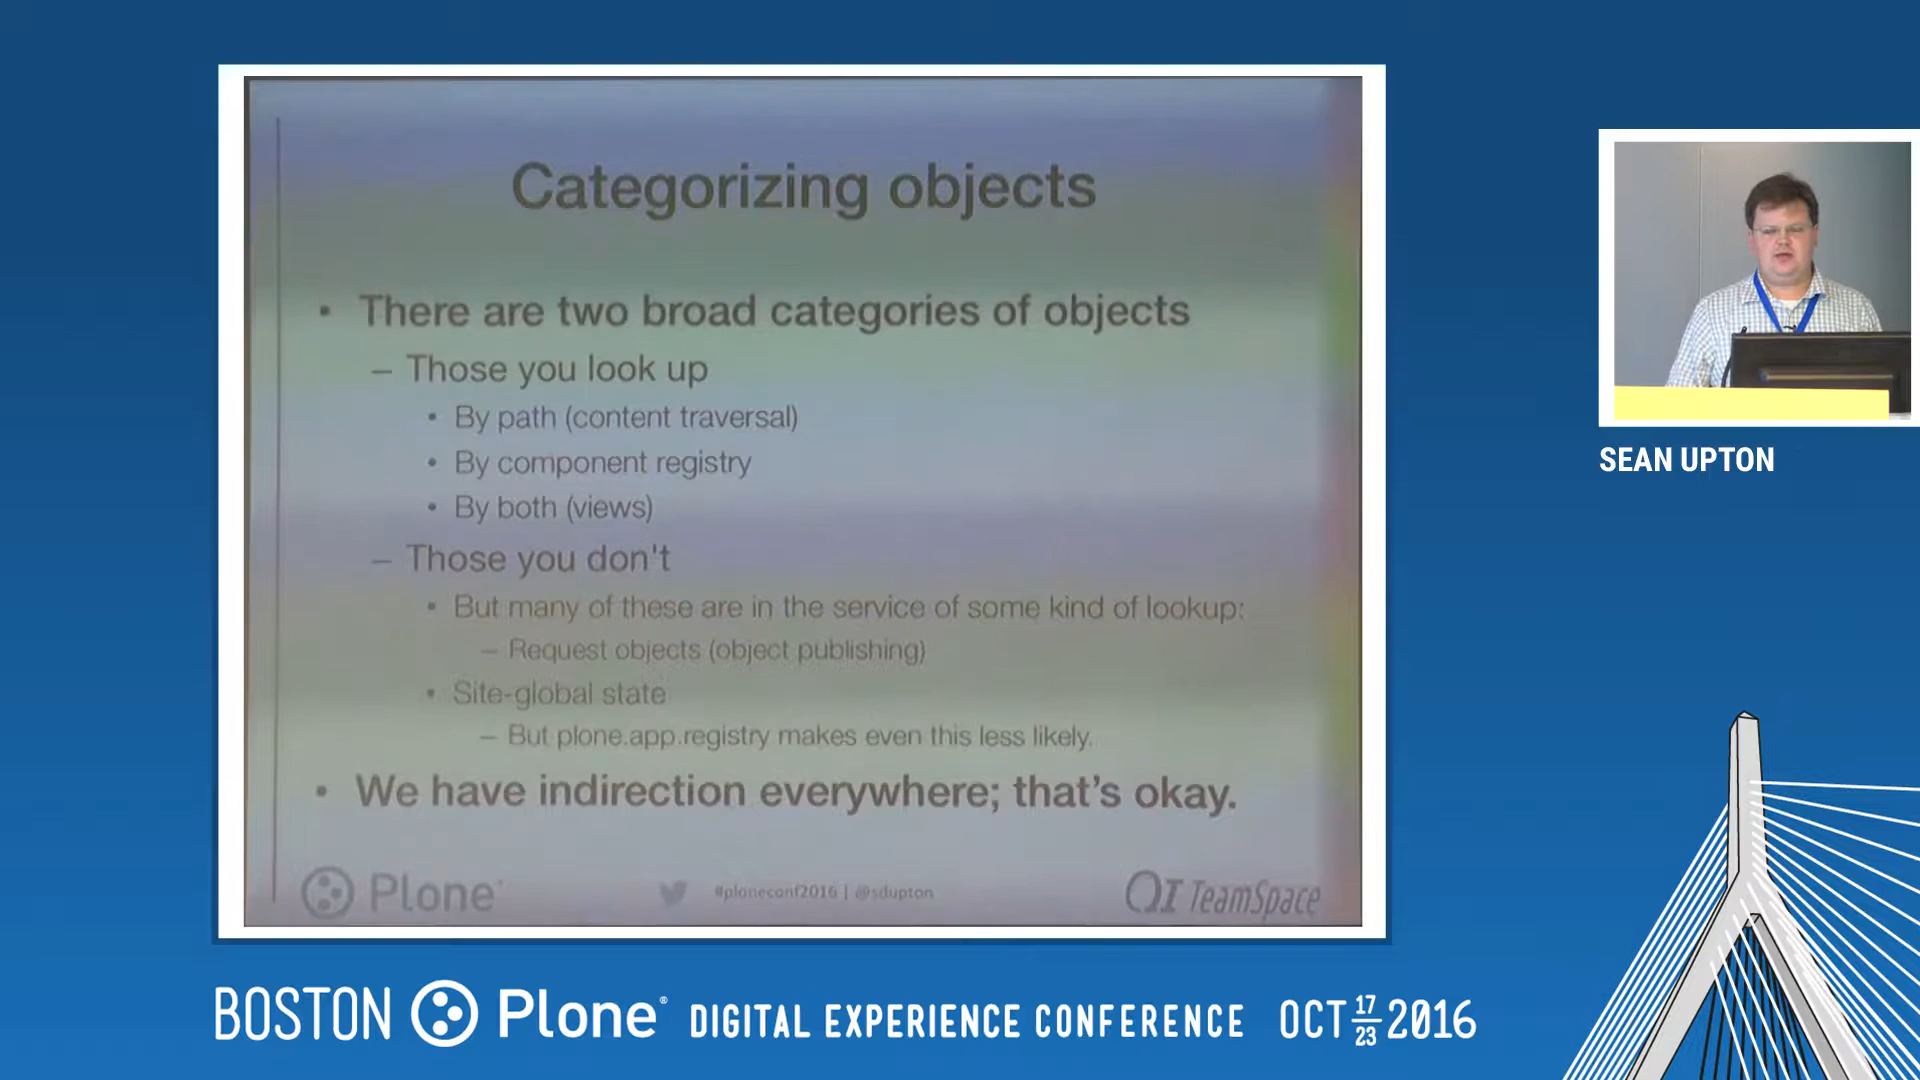 Categorizing objects
• There are two broad categories of objects
– Those you look up
• By path (content traversal)
• By component registry
• By both (views)
– Those you don't
• But many of these are in the service of some kind of lookup:
– Request objects (object publishing)
• Site-global state
– But plone.app.registry makes even this less likely.
• We have indirection everywhere; that's okay.
Plone
#ploneconf2016 | @sdupton
QI TeamSpace
SEAN UPTON
BOSTON Plone® DIGITAL EXPERIENCE CONFERENCE OCT 17 23 2016